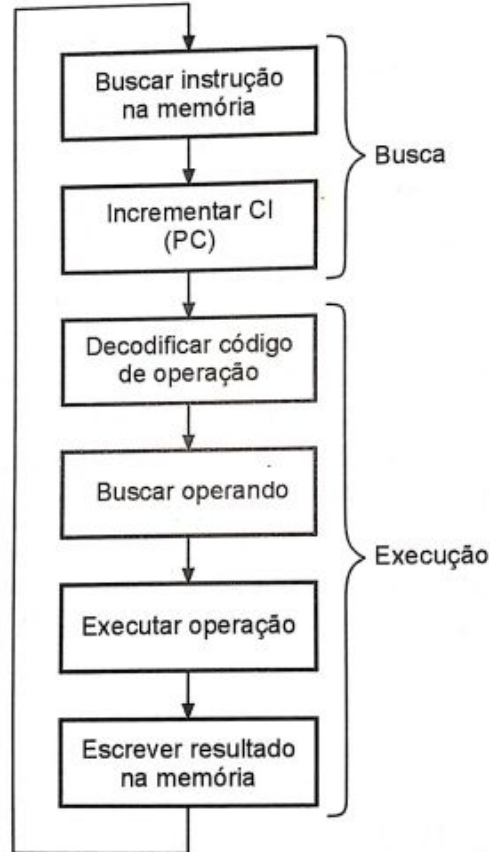 Buscar instrução
na memória
Busca
Incrementar CI
(PC)
Decodificar código
de operação
Buscar operando
Execução
Executar operação
Escrever resultado
na memória